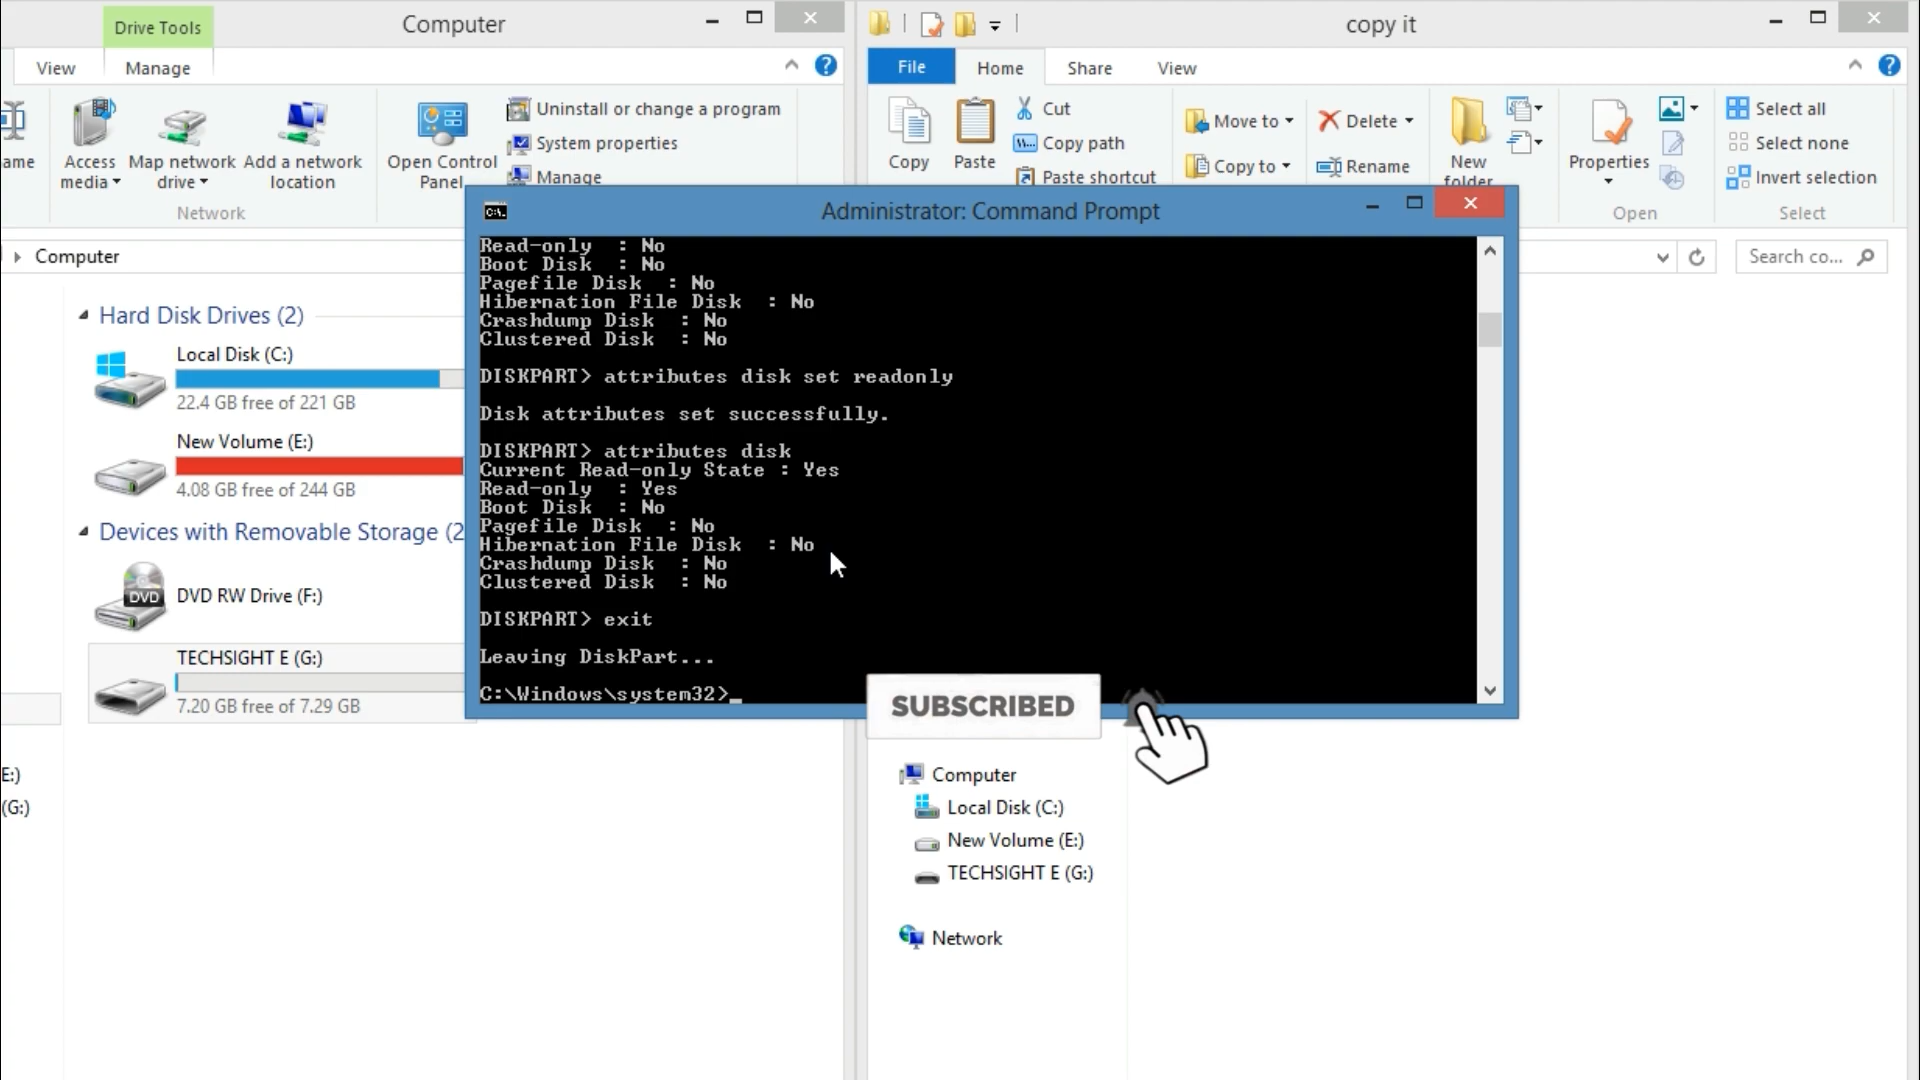 Drive Tools
Computer
View
Manage
ame
Access media
Map network drive
Add a network location
Network
Open Control Panel
Uninstall or change a program
System properties
Manage
Computer
Hard Disk Drives (2)
Local Disk (C:)
22.4 GB free of 221 GB
New Volume (E:)
4.08 GB free of 244 GB
Devices with Removable Storage (2
DVD
DVD RW Drive (F:)
TECHSIGHT E (G:)
7.20 GB free of 7.29 GB
E:)
(G:)
copy it
File
Home
Share
View
Copy
Paste
Cut
Copy path
Paste shortcut
Move to
Copy to
Delete
Rename
New folder
Properties
Open
Select all
Select none
Invert selection
Select
Search co...
Administrator: Command Prompt
Read-only  : No
Boot Disk  : No
Pagefile Disk  : No
Hibernation File Disk  : No
Crashdump Disk  : No
Clustered Disk  : No
DISKPART> attributes disk set readonly
Disk attributes set successfully.
DISKPART> attributes disk
Current Read-only State : Yes
Read-only  : Yes
Boot Disk  : No
Pagefile Disk  : No
Hibernation File Disk  : No
Crashdump Disk  : No
Clustered Disk  : No
DISKPART> exit
Leaving DiskPart...
C:\Windows\system32>_
SUBSCRIBED
Computer
Local Disk (C:)
New Volume (E:)
TECHSIGHT E (G:)
Network